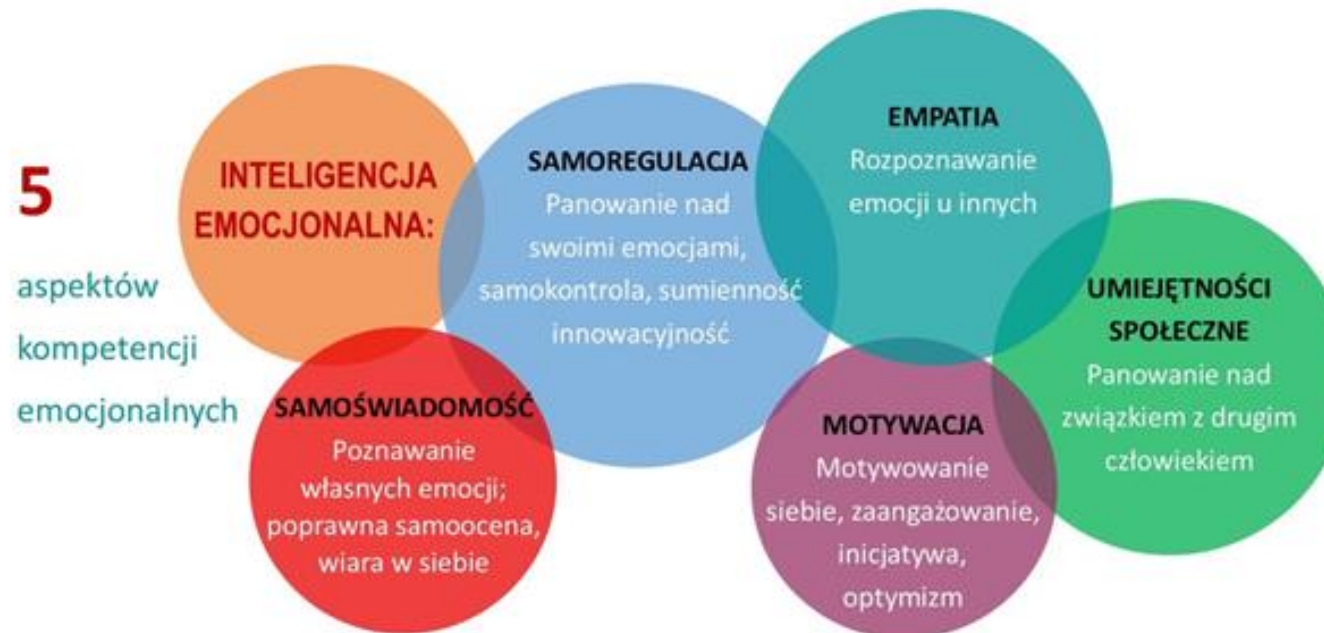 5
aspektów
kompetencji
emocjonalnych
INTELIGENCJA
EMOCJONALNA:
SAMOŚWIADOMOŚĆ
Poznawanie
własnych emocji;
poprawna samoocena,
wiara w siebie
SAMOREGULACJA
Panowanie nad
swoimi emocjami,
samokontrola, sumienność
innowacyjność
EMPATIA
Rozpoznawanie
emocji u innych
MOTYWACJA
Motywowanie
siebie, zaangażowanie,
inicjatywa,
optymizm
UMIEJĘTNOŚCI
SPOŁECZNE
Panowanie nad
związkiem z drugim
człowiekiem